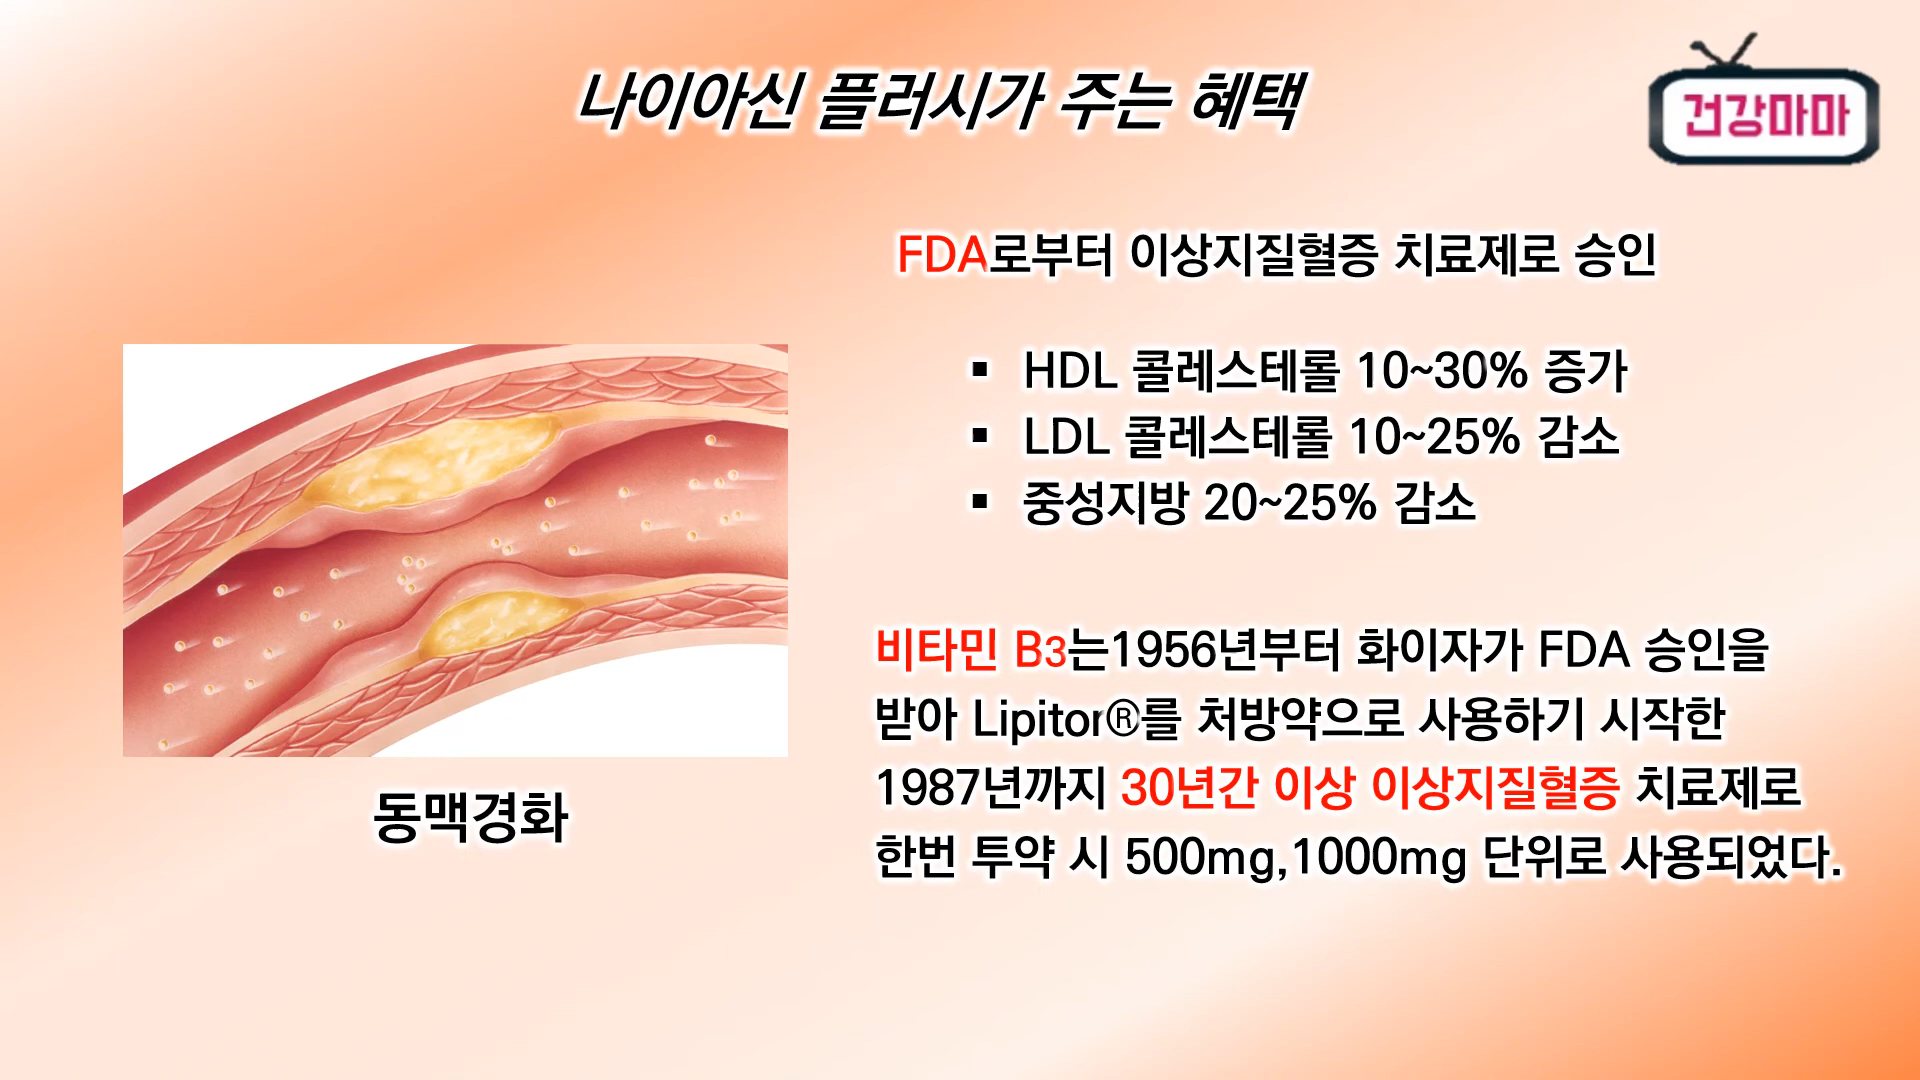 나이아신 플러시가 주는 혜택
건강마마
FDA로부터 이상지질혈증 치료제로 승인
▪ HDL 콜레스테롤 10~30% 증가
▪ LDL 콜레스테롤 10~25% 감소
▪ 중성지방 20~25% 감소
비타민 B3는1956년부터 화이자가 FDA 승인을
받아 Lipitor®를 처방약으로 사용하기 시작한
1987년까지 30년간 이상 이상지질혈증 치료제로
한번 투약 시 500mg,1000mg 단위로 사용되었다.
동맥경화